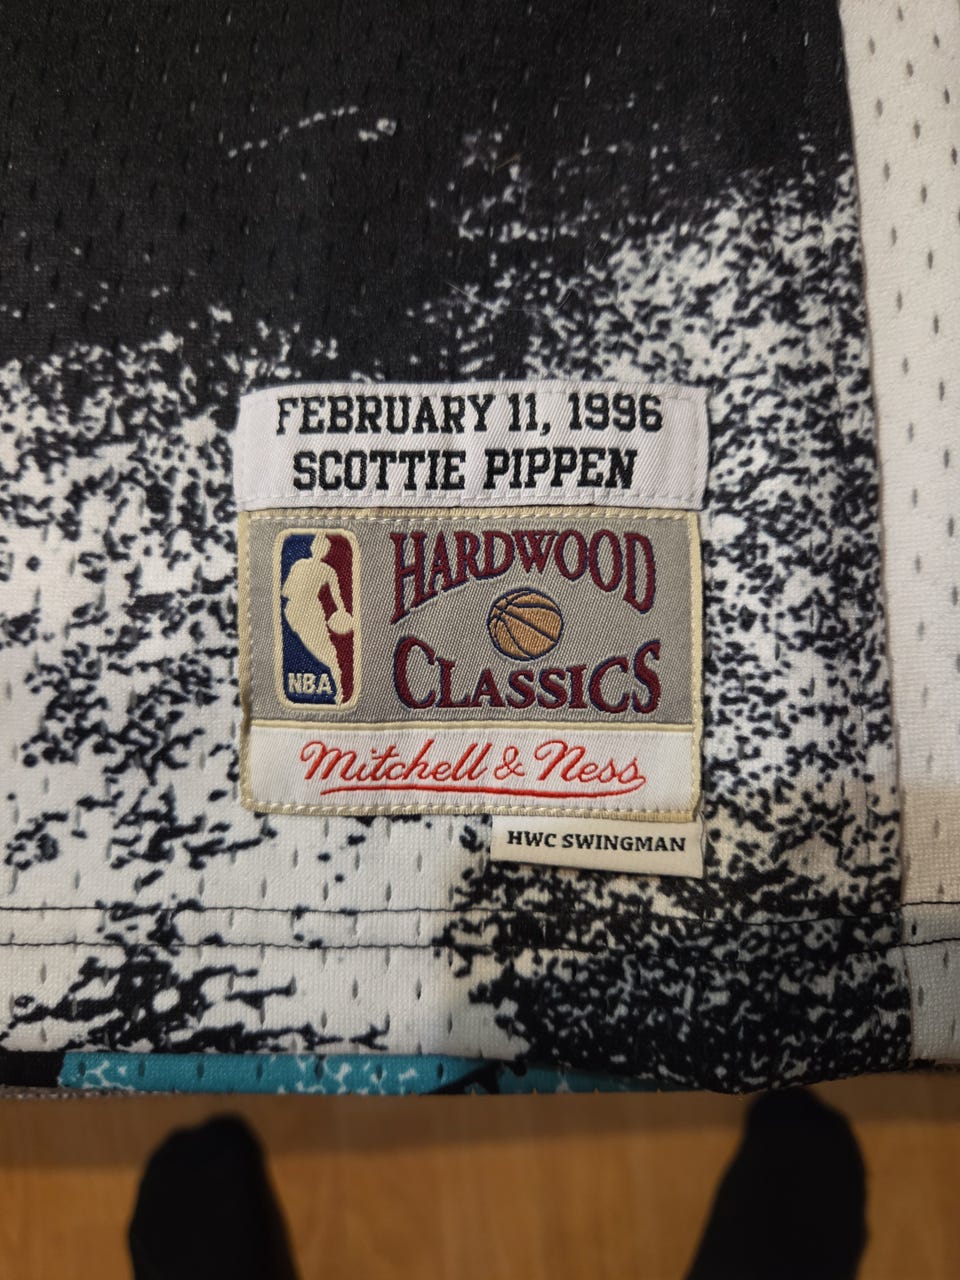 FEBRUARY 11, 1996
SCOTTIE PIPPEN
NBA
HARDWOOD
CLASSICS
Mitchell & Ness
HWC SWINGMAN